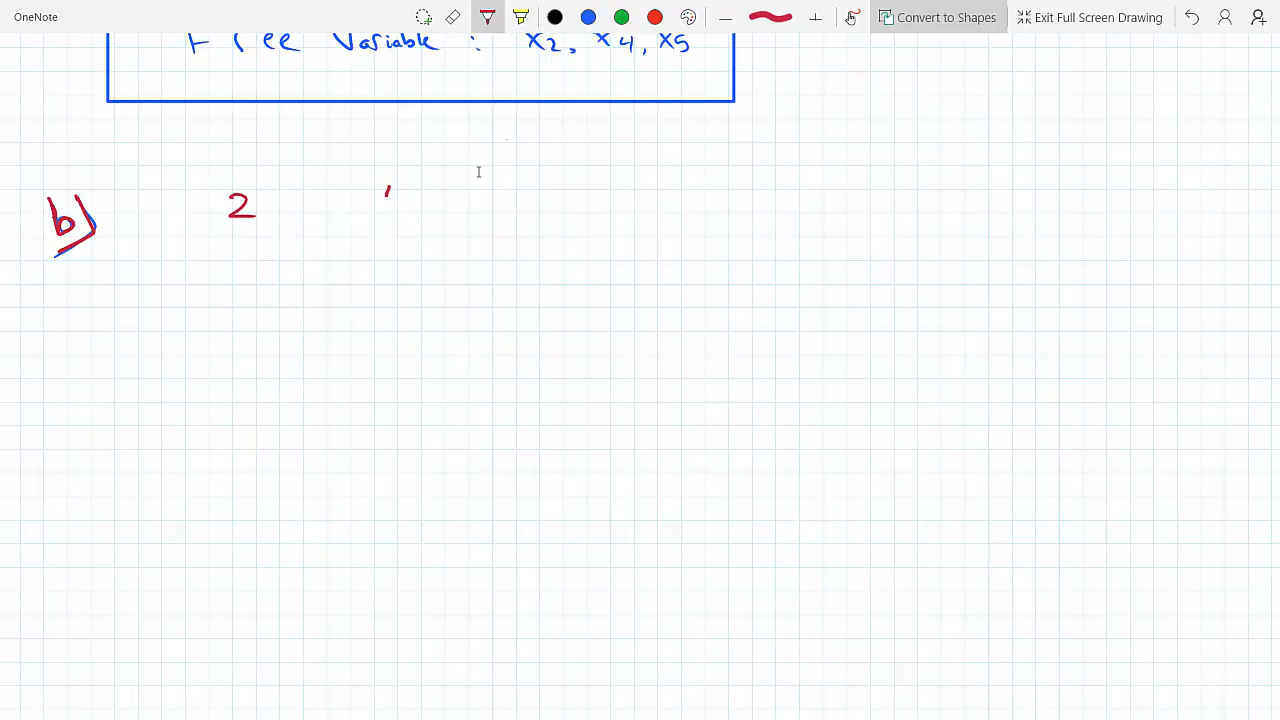 OneNote Convert to Shapes Exit Full Screen Drawing
Free Variable : x2, x4, x5
b) 2